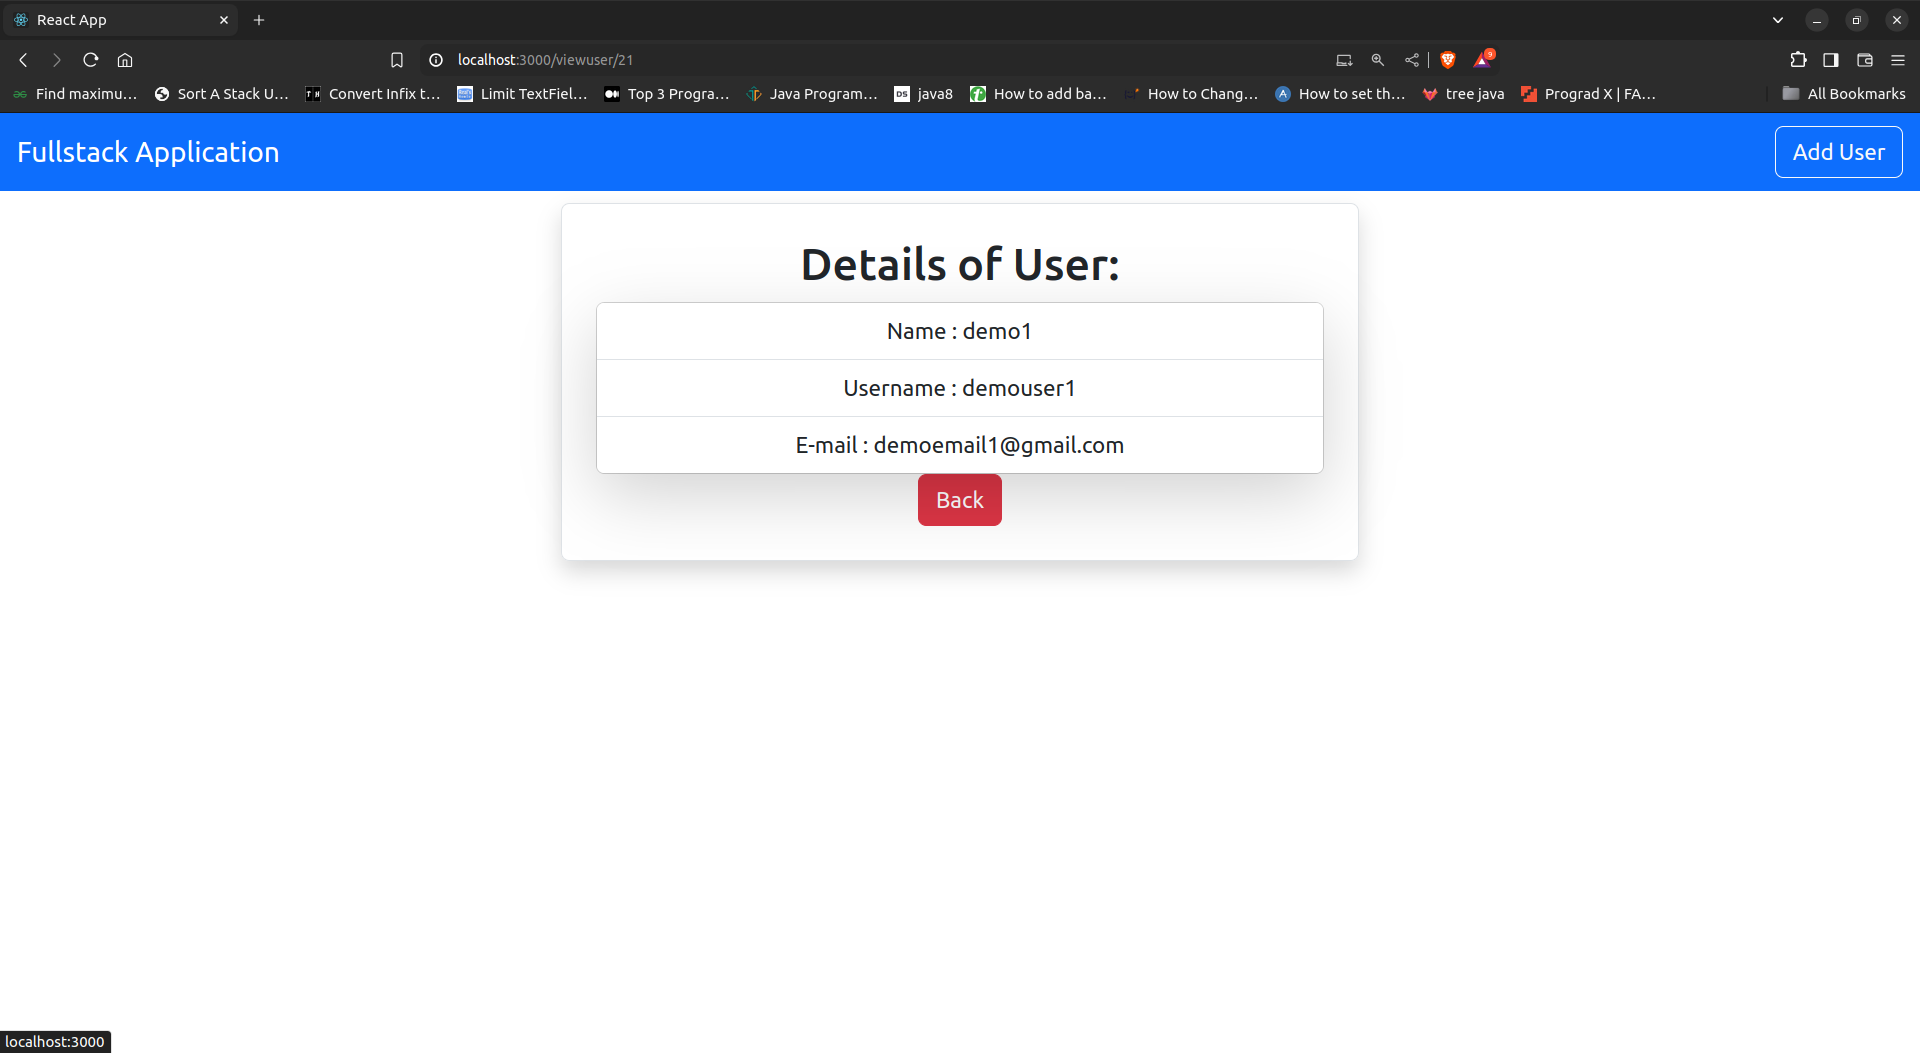 React App
localhost:3000/viewuser/21
9
Find maximu...
Sort A Stack U...
Convert Infix t...
Limit TextFiel...
Top 3 Progra...
Java Program...
DS java8
How to add ba...
How to Chang...
How to set th...
tree java
Prograd X | FA...
All Bookmarks
Fullstack Application
Add User
Details of User:
Name : demo1
Username : demouser1
E-mail : demoemail1@gmail.com
Back
localhost:3000